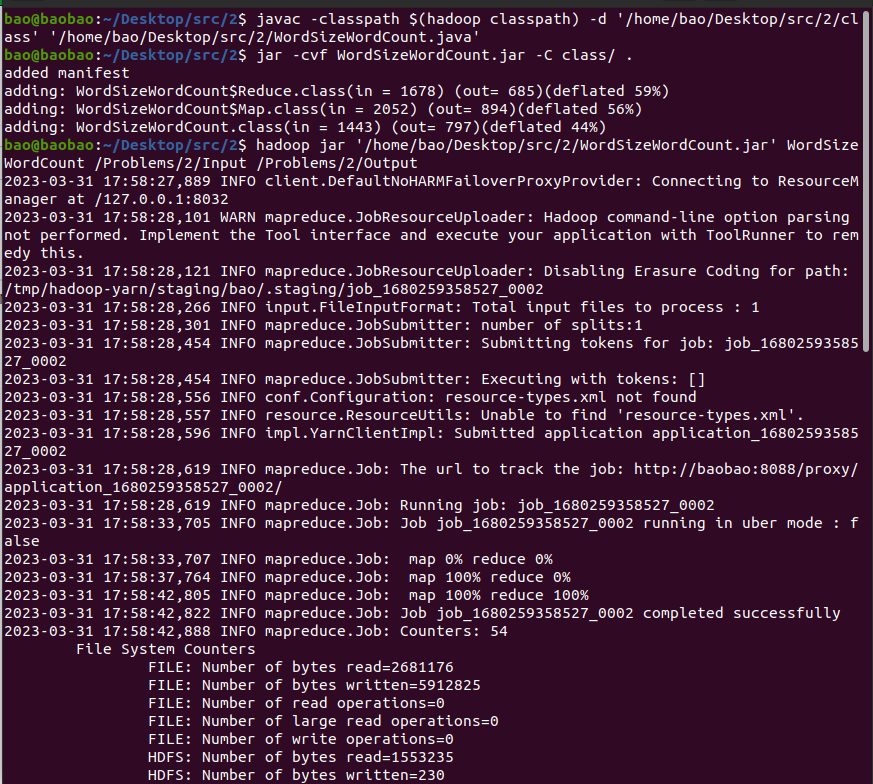 bao@baobao:~/Desktop/src/2$ javac -classpath $(hadoop classpath) -d '/home/bao/Desktop/src/2/cl
ass' '/home/bao/Desktop/src/2/WordSizeWordCount.java'
bao@baobao:~/Desktop/src/2$ jar -cvf WordSizeWordCount.jar -C class/ .
added manifest
adding: WordSizeWordCount$Reduce.class(in = 1678) (out= 685)(deflated 59%)
adding: WordSizeWordCount$Map.class(in = 2052) (out= 894)(deflated 56%)
adding: WordSizeWordCount.class(in = 1443) (out= 797)(deflated 44%)
bao@baobao:~/Desktop/src/2$ hadoop jar '/home/bao/Desktop/src/2/WordSizeWordCount.jar' WordSize
WordCount /Problems/2/Input /Problems/2/Output
2023-03-31 17:58:27,889 INFO client.DefaultNoHARMFailoverProxyProvider: Connecting to ResourceM
anager at /127.0.0.1:8032
2023-03-31 17:58:28,101 WARN mapreduce.JobResourceUploader: Hadoop command-line option parsing
not performed. Implement the Tool interface and execute your application with ToolRunner to rem
edy this.
2023-03-31 17:58:28,121 INFO mapreduce.JobResourceUploader: Disabling Erasure Coding for path:
/tmp/hadoop-yarn/staging/bao/.staging/job_1680259358527_0002
2023-03-31 17:58:28,266 INFO input.FileInputFormat: Total input files to process : 1
2023-03-31 17:58:28,301 INFO mapreduce.JobSubmitter: number of splits:1
2023-03-31 17:58:28,454 INFO mapreduce.JobSubmitter: Submitting tokens for job: job_16802593585
27_0002
2023-03-31 17:58:28,454 INFO mapreduce.JobSubmitter: Executing with tokens: []
2023-03-31 17:58:28,556 INFO conf.Configuration: resource-types.xml not found
2023-03-31 17:58:28,557 INFO resource.ResourceUtils: Unable to find 'resource-types.xml'.
2023-03-31 17:58:28,596 INFO impl.YarnClientImpl: Submitted application application_16802593585
27_0002
2023-03-31 17:58:28,619 INFO mapreduce.Job: The url to track the job: http://baobao:8088/proxy/
application_1680259358527_0002/
2023-03-31 17:58:28,619 INFO mapreduce.Job: Running job: job_1680259358527_0002
2023-03-31 17:58:33,705 INFO mapreduce.Job: Job job_1680259358527_0002 running in uber mode : f
alse
2023-03-31 17:58:33,707 INFO mapreduce.Job:  map 0% reduce 0%
2023-03-31 17:58:37,764 INFO mapreduce.Job:  map 100% reduce 0%
2023-03-31 17:58:42,805 INFO mapreduce.Job:  map 100% reduce 100%
2023-03-31 17:58:42,822 INFO mapreduce.Job: Job job_1680259358527_0002 completed successfully
2023-03-31 17:58:42,888 INFO mapreduce.Job: Counters: 54
File System Counters
FILE: Number of bytes read=2681176
FILE: Number of bytes written=5912825
FILE: Number of read operations=0
FILE: Number of large read operations=0
FILE: Number of write operations=0
HDFS: Number of bytes read=1553235
HDFS: Number of bytes written=230